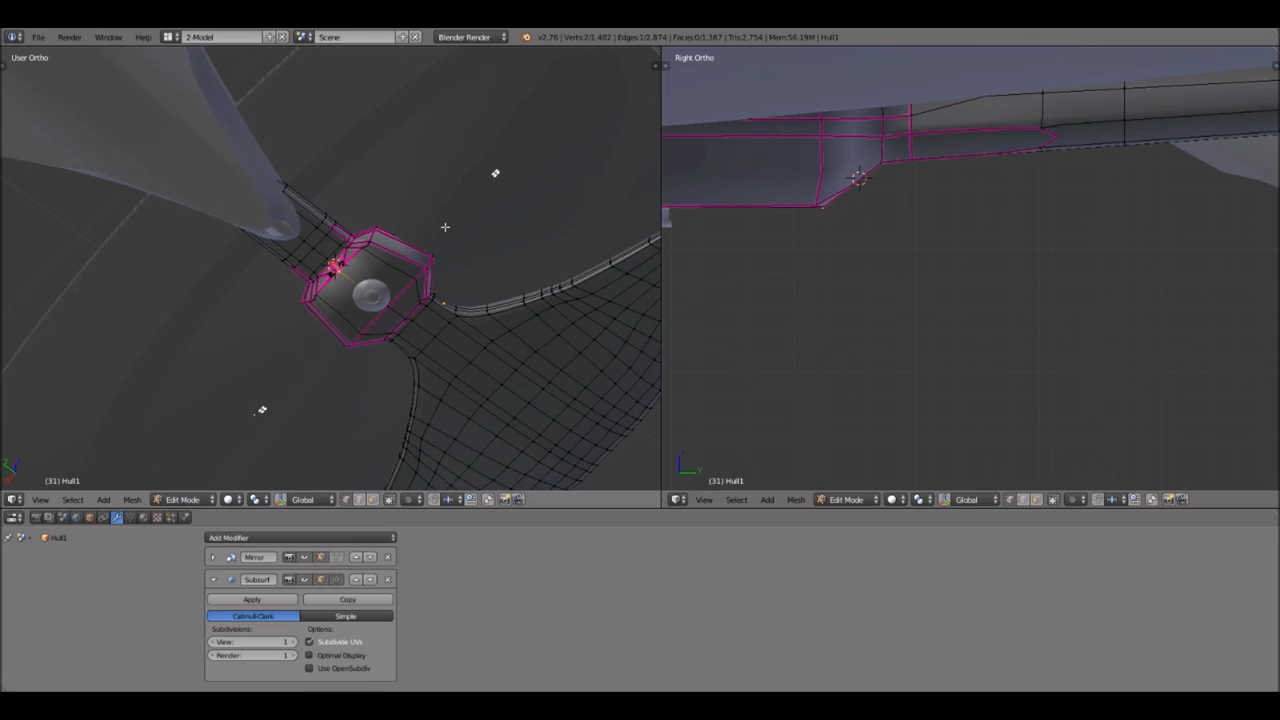 File Render Window Help 2-Model Scene Blender Render v2.76 | Verts:2/1,482 | Edges:1/2,874 | Faces:0/1,387 | Tris:2,754 | Mem:56.19M | Hull1
User Ortho Right Ortho
(31) Hull1 (31) Hull1
View Select Add Mesh Edit Mode Global View Select Add Mesh Edit Mode Global
Hull1 Add Modifier
Mirror
Subsurf
Apply Copy
Catmull-Clark Simple
Subdivisions: Options:
View: 1 Subdivide UVs
Render: 1 Optimal Display
Use OpenSubdiv